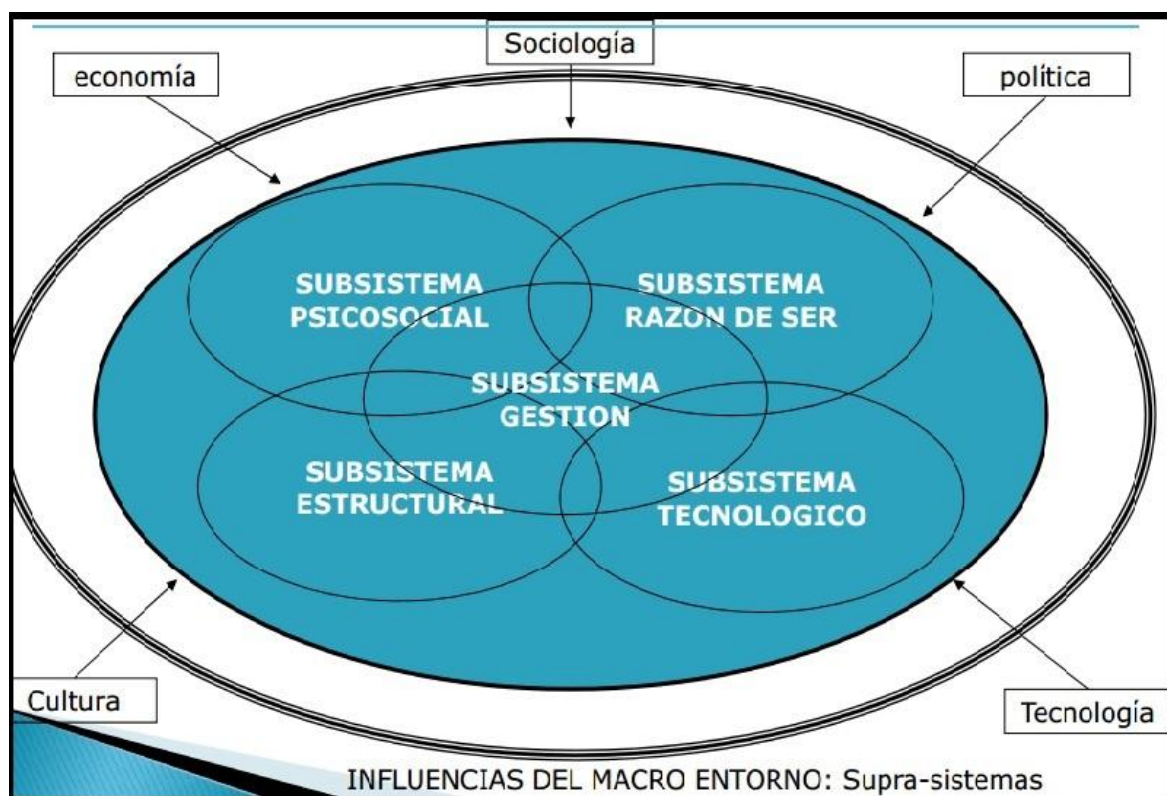 Sociología
economía
política
SUBSISTEMA
PSICOSOCIAL
SUBSISTEMA
RAZON DE SER
SUBSISTEMA
GESTION
SUBSISTEMA
ESTRUCTURAL
SUBSISTEMA
TECNOLOGICO
Cultura
Tecnología
INFLUENCIAS DEL MACRO ENTORNO: Supra-sistemas